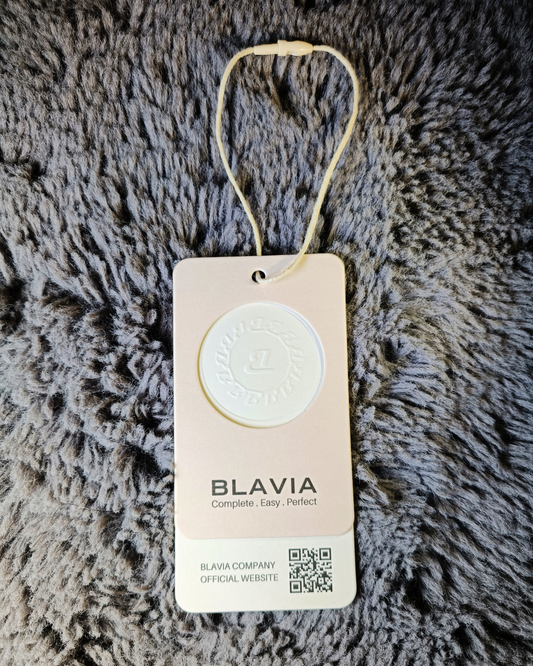 B
BLAVIA
Complete . Easy . Perfect
BLAVIA COMPANY
OFFICIAL WEBSITE